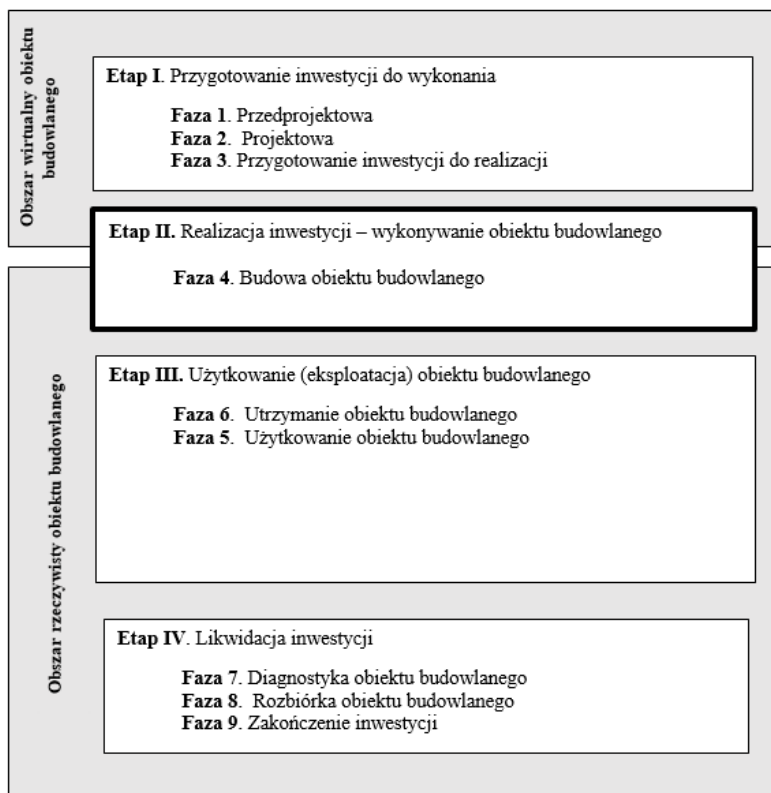 Obszar wirtualny obiektu
budowlanego
Etap I. Przygotowanie inwestycji do wykonania
Faza 1. Przedprojektowa
Faza 2. Projektowa
Faza 3. Przygotowanie inwestycji do realizacji
Etap II. Realizacja inwestycji – wykonywanie obiektu budowlanego
Faza 4. Budowa obiektu budowlanego
Obszar rzeczywisty obiektu budowlanego
Etap III. Użytkowanie (eksploatacja) obiektu budowlanego
Faza 6. Utrzymanie obiektu budowlanego
Faza 5. Użytkowanie obiektu budowlanego
Etap IV. Likwidacja inwestycji
Faza 7. Diagnostyka obiektu budowlanego
Faza 8. Rozbiórka obiektu budowlanego
Faza 9. Zakończenie inwestycji